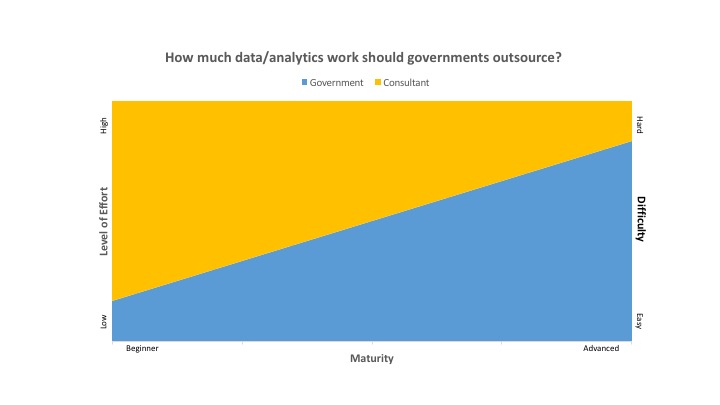 How much data/analytics work should governments outsource?
Government Consultant
High
Level of Effort
Low
Hard
Difficulty
Easy
Beginner Advanced
Maturity